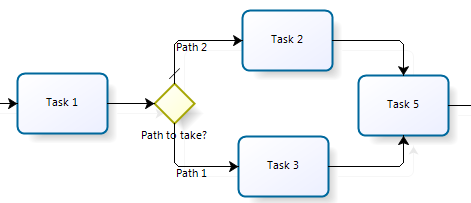 Path 2
Task 2
Task 1
Task 5
Path to take?
Task 3
Path 1